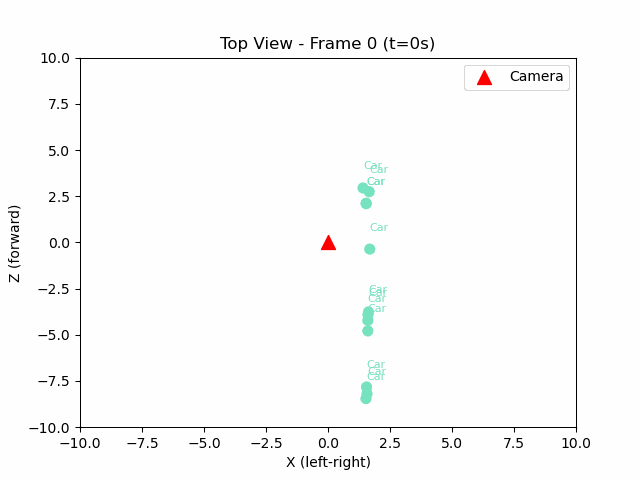 Top View - Frame 0 (t=0s)
Camera
Z (forward)
10.0
7.5
5.0
2.5
0.0
−2.5
−5.0
−7.5
−10.0
Car
Car
Car
Car
Car
Car
Car
Car
Car
Car
Car
−10.0 −7.5 −5.0 −2.5 0.0 2.5 5.0 7.5 10.0
X (left-right)